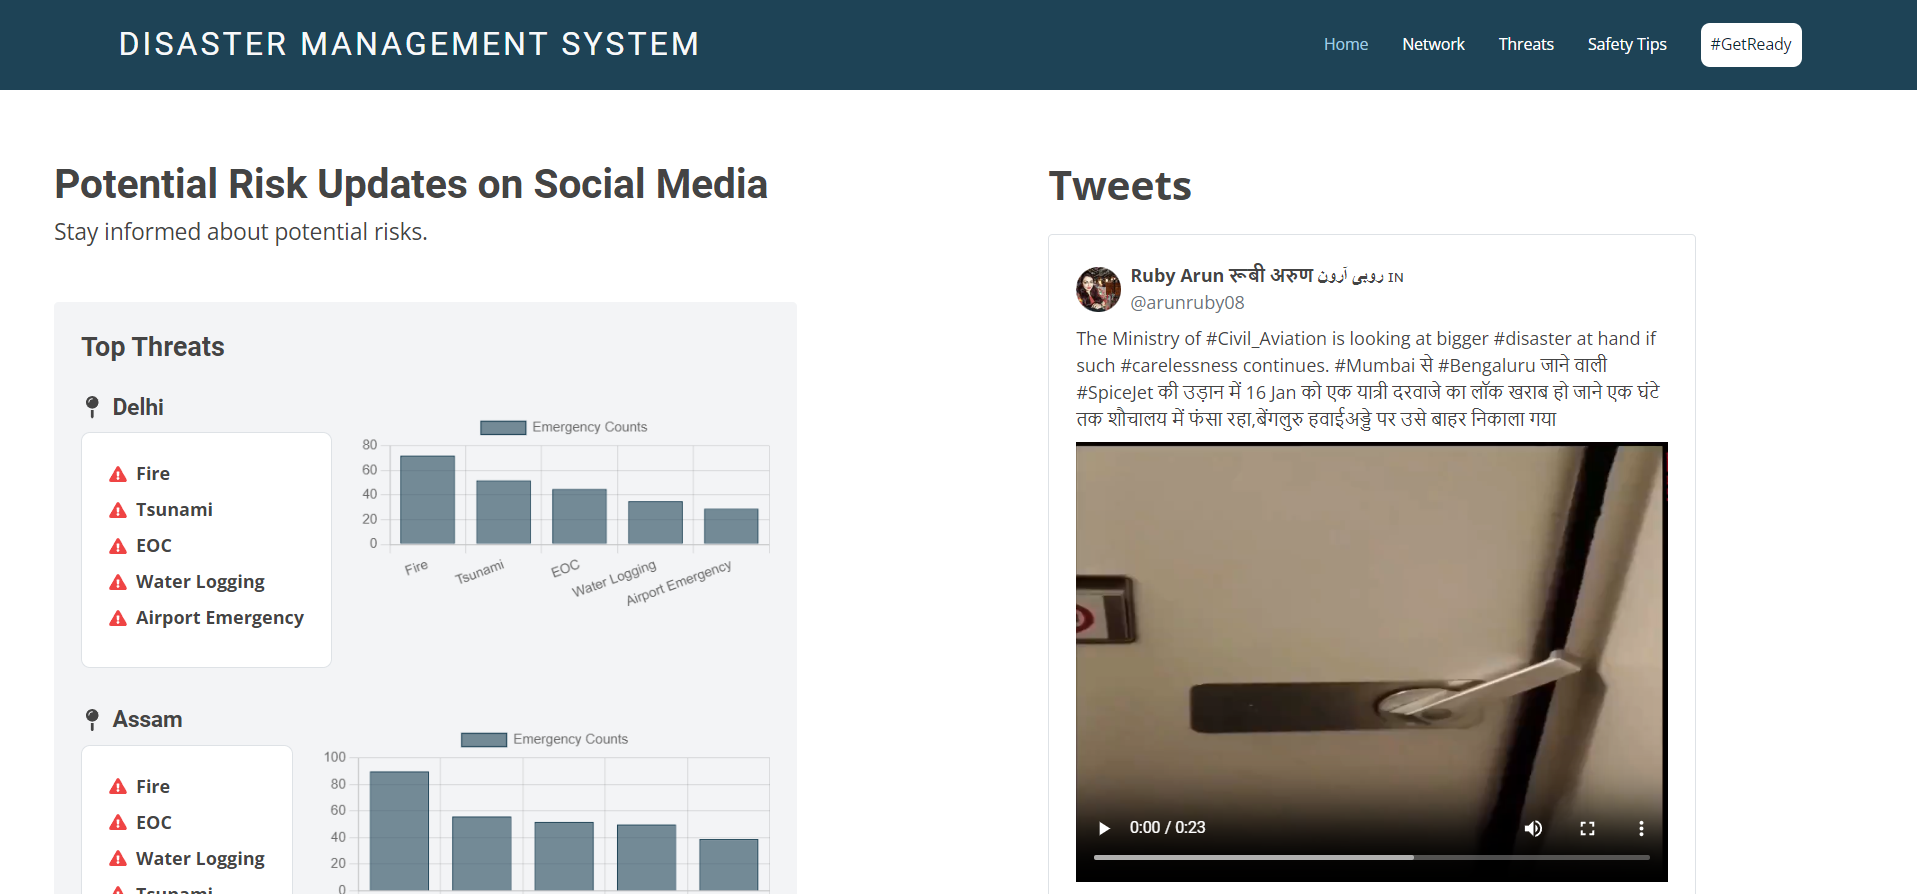 DISASTER MANAGEMENT SYSTEM
Home Network Threats Safety Tips #GetReady
Potential Risk Updates on Social Media
Stay informed about potential risks.
Top Threats
Delhi
Fire
Tsunami
EOC
Water Logging
Airport Emergency
Emergency Counts
80
60
40
20
0
Fire Tsunami EOC Water Logging Airport Emergency
Assam
Fire
EOC
Water Logging
Tsunami
Emergency Counts
100
80
60
40
20
0
Tweets
Ruby Arun रूबी अरुण روبی آرون IN
@arunruby08
The Ministry of #Civil_Aviation is looking at bigger #disaster at hand if
such #carelessness continues. #Mumbai से #Bengaluru जाने वाली
#SpiceJet की उड़ान में 16 Jan को एक यात्री दरवाजे का लॉक खराब हो जाने एक घंटे
तक शौचालय में फंसा रहा,बेंगलुरु हवाईअड्डे पर उसे बाहर निकाला गया
0:00 / 0:23